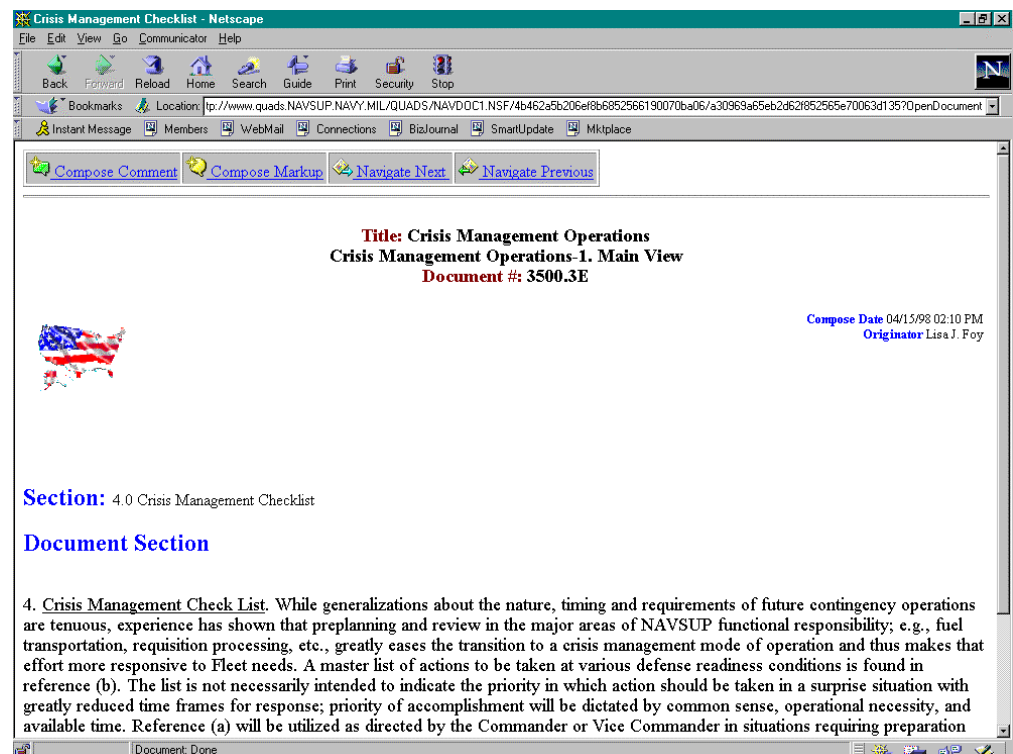 Crisis Management Checklist - Netscape
File Edit View Go Communicator Help
Back Forward Reload Home Search Guide Print Security Stop
N
Bookmarks Location: tp://www.quads.NAVSUP.NAVY.MIL/QUADS/NAVDOC1.NSF/4b462a5b206ef8b6852566190070ba06/a30969a65eb2d62f852565e70063d135?OpenDocument
Instant Message Members WebMail Connections BizJournal SmartUpdate Mktplace
Compose Comment Compose Markup Navigate Next Navigate Previous
Title: Crisis Management Operations
Crisis Management Operations-1. Main View
Document #: 3500.3E
Compose Date 04/15/98 02:10 PM
Originator Lisa J. Foy
Section: 4.0 Crisis Management Checklist
Document Section
4. Crisis Management Check List. While generalizations about the nature, timing and requirements of future contingency operations
are tenuous, experience has shown that preplanning and review in the major areas of NAVSUP functional responsibility; e.g., fuel
transportation, requisition processing, etc., greatly eases the transition to a crisis management mode of operation and thus makes that
effort more responsive to Fleet needs. A master list of actions to be taken at various defense readiness conditions is found in
reference (b). The list is not necessarily intended to indicate the priority in which action should be taken in a surprise situation with
greatly reduced time frames for response; priority of accomplishment will be dictated by common sense, operational necessity, and
available time. Reference (a) will be utilized as directed by the Commander or Vice Commander in situations requiring preparation
Document: Done